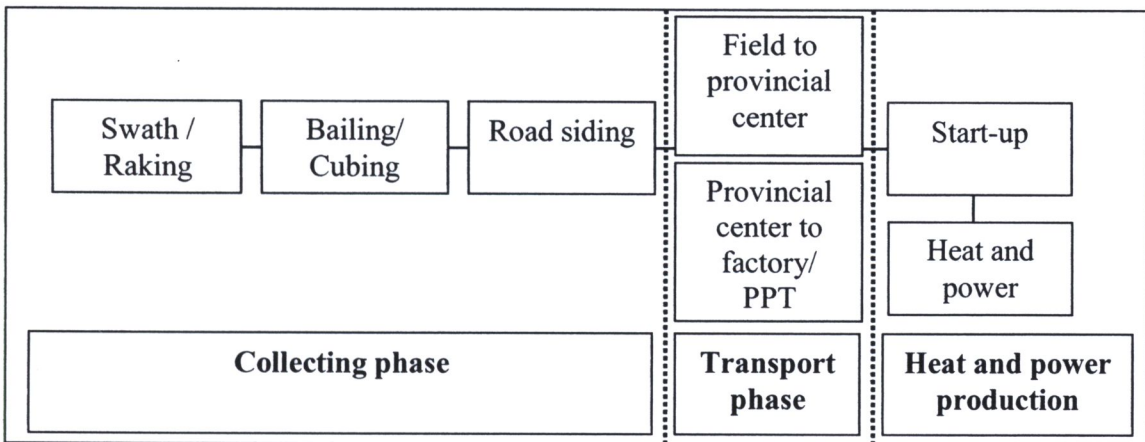 Swath /
Raking
Bailing/
Cubing
Road siding
Field to
provincial
center
Provincial
center to
factory/
PPT
Start-up
Heat and
power
Collecting phase
Transport
phase
Heat and power
production